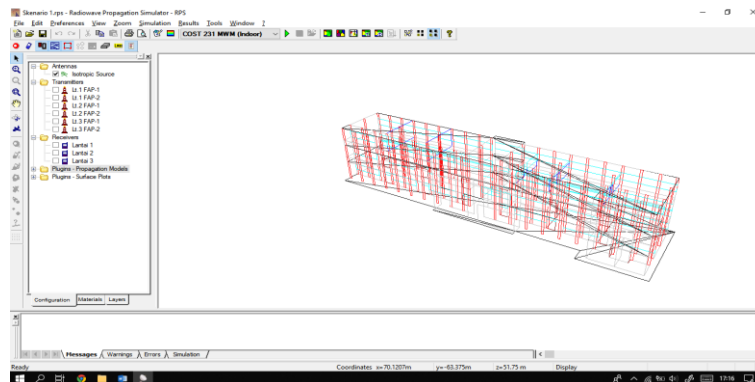 Skenario 1.rps - Radiowave Propagation Simulator - RPS
File Edit Preferences View Zoom Simulation Results Tools Window ?
COST 231 MWM (Indoor)
Antennas
Isotropic Source
Transmitters
Lt.1 FAP-1
Lt.1 FAP-2
Lt.2 FAP-1
Lt.2 FAP-2
Lt.3 FAP-1
Lt.3 FAP-2
Receivers
Lantai 1
Lantai 2
Lantai 3
Plugins - Propagation Models
Plugins - Surface Plots
Configuration Materials Layers
Messages Warnings Errors Simulation
Ready Coordinates x=70.1207m y=-63.375m z=51.75 m Display
17:16